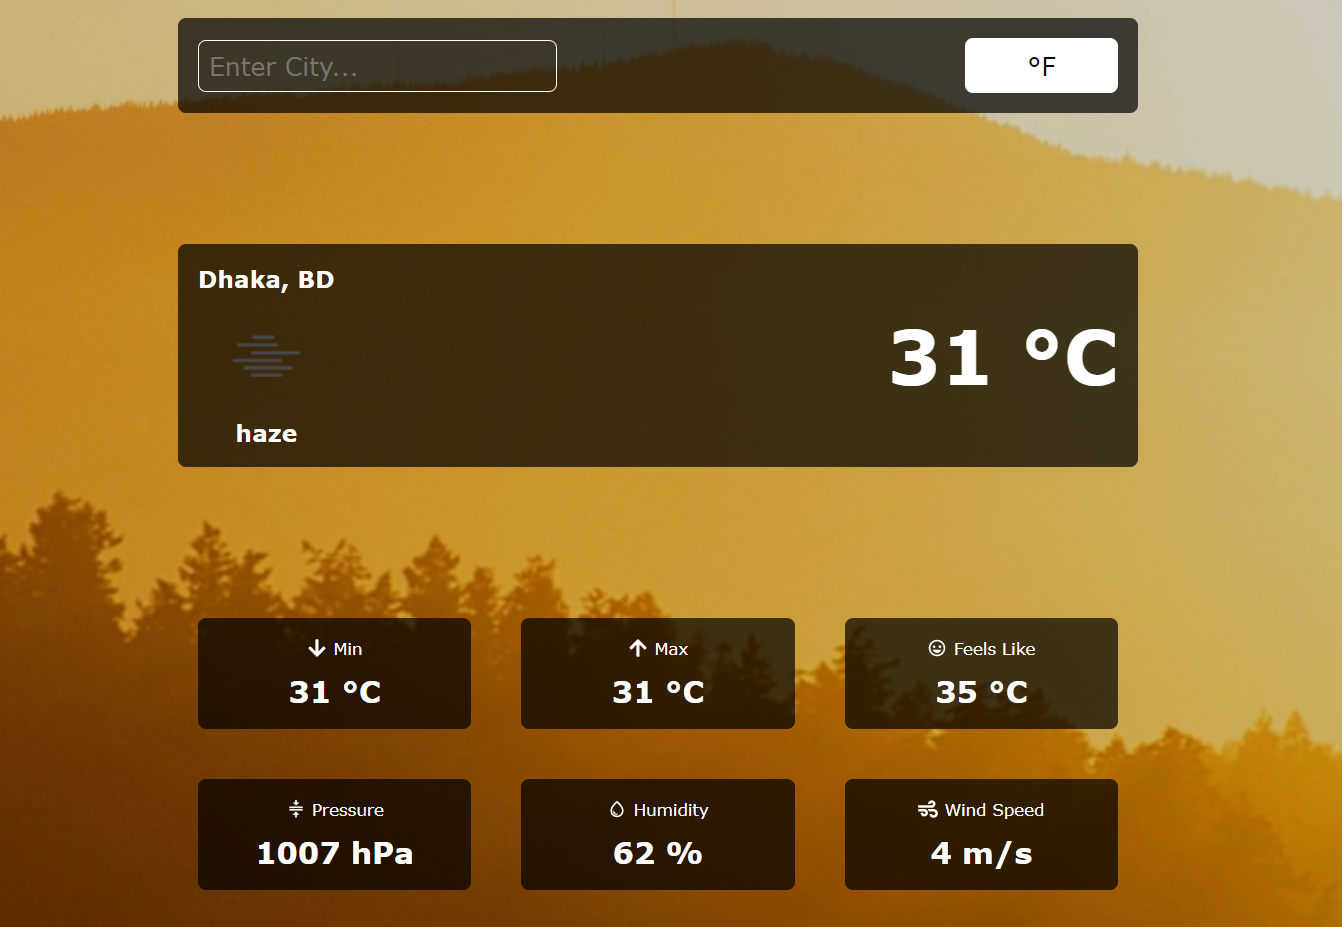 Enter City...
°F
Dhaka, BD
31 °C
haze
Min
31 °C
Max
31 °C
Feels Like
35 °C
Pressure
1007 hPa
Humidity
62 %
Wind Speed
4 m/s